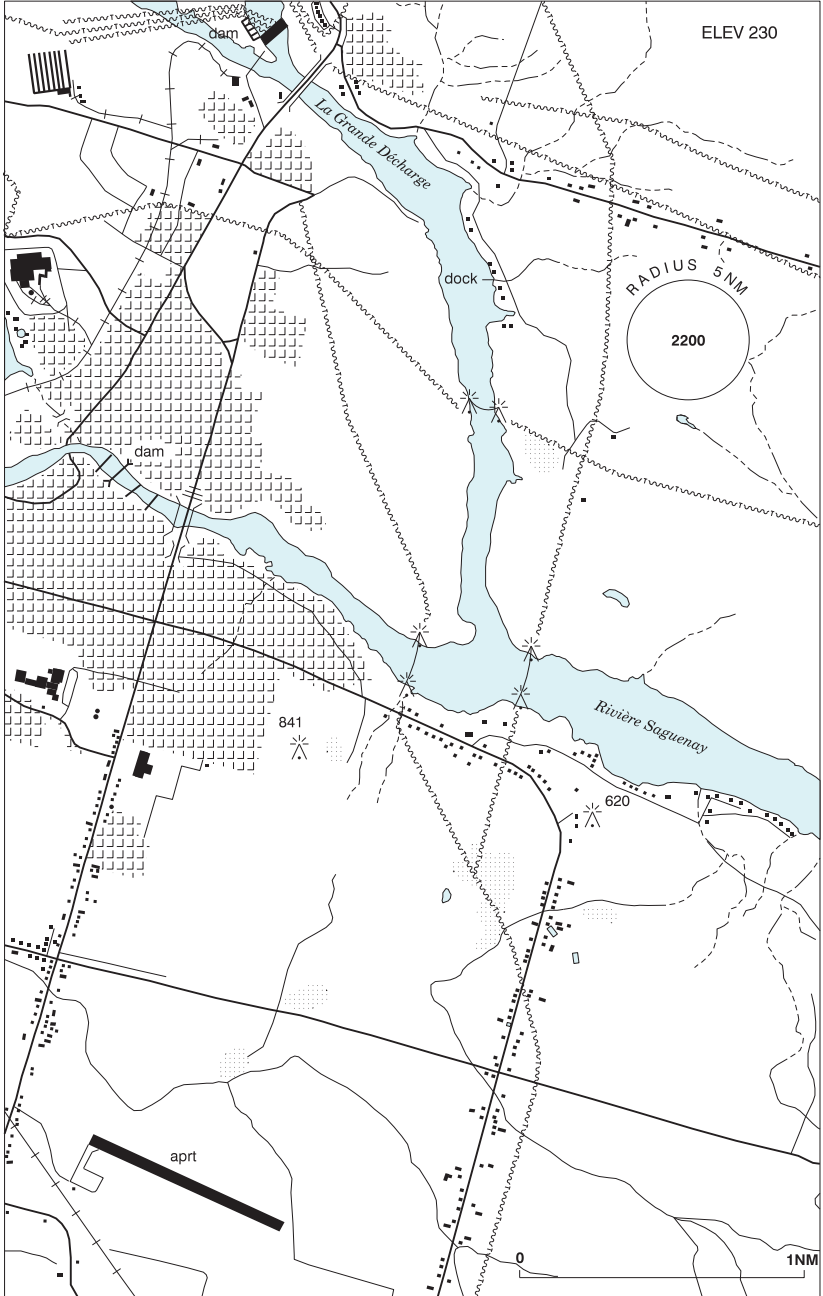 dam
ELEV 230
La Grande Décharge
dock
RADIUS 5NM
2200
dam
Rivière Saguenay
841
620
aprt
0
1NM